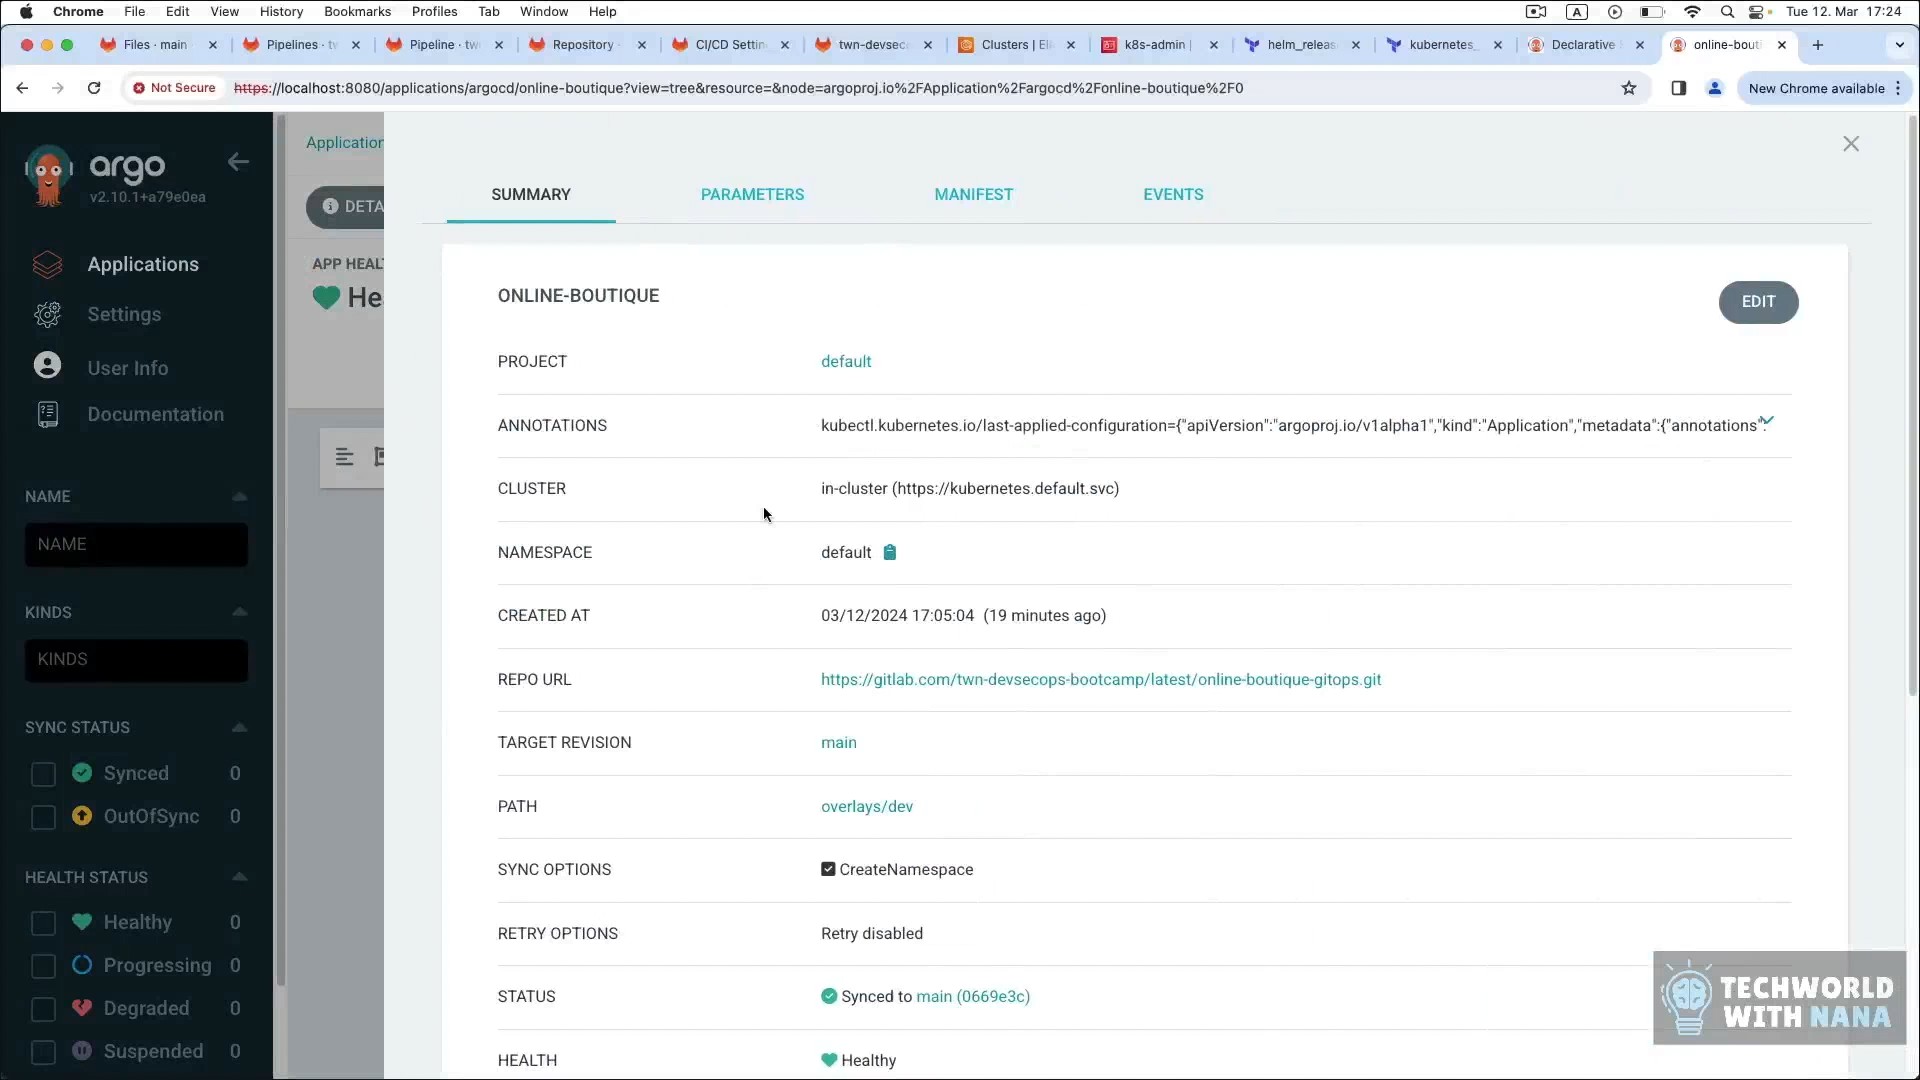 Chrome File Edit View History Bookmarks Profiles Tab Window Help A Tue 12. Mar 17:24
Files · main Pipelines · tw Pipeline · tw Repository · CI/CD Settin twn-devsec Clusters | El k8s-admin | helm_releas kubernetes_ Declarative online-bouti
Not Secure https://localhost:8080/applications/argocd/online-boutique?view=tree&resource=&node=argoproj.io%2FApplication%2Fargocd%2Fonline-boutique%2F0 New Chrome available
argo
v2.10.1+a79e0ea
Applications
Settings
User Info
Documentation
NAME
NAME
KINDS
KINDS
SYNC STATUS
Synced 0
OutOfSync 0
HEALTH STATUS
Healthy 0
Progressing 0
Degraded 0
Suspended 0
Application
DETA
APP HEAL
He
SUMMARY PARAMETERS MANIFEST EVENTS
ONLINE-BOUTIQUE EDIT
PROJECT default
ANNOTATIONS kubectl.kubernetes.io/last-applied-configuration={"apiVersion":"argoproj.io/v1alpha1","kind":"Application","metadata":{"annotations":
CLUSTER in-cluster (https://kubernetes.default.svc)
NAMESPACE default
CREATED AT 03/12/2024 17:05:04 (19 minutes ago)
REPO URL https://gitlab.com/twn-devsecops-bootcamp/latest/online-boutique-gitops.git
TARGET REVISION main
PATH overlays/dev
SYNC OPTIONS CreateNamespace
RETRY OPTIONS Retry disabled
STATUS Synced to main (0669e3c)
HEALTH Healthy
TECHWORLD
WITH NANA